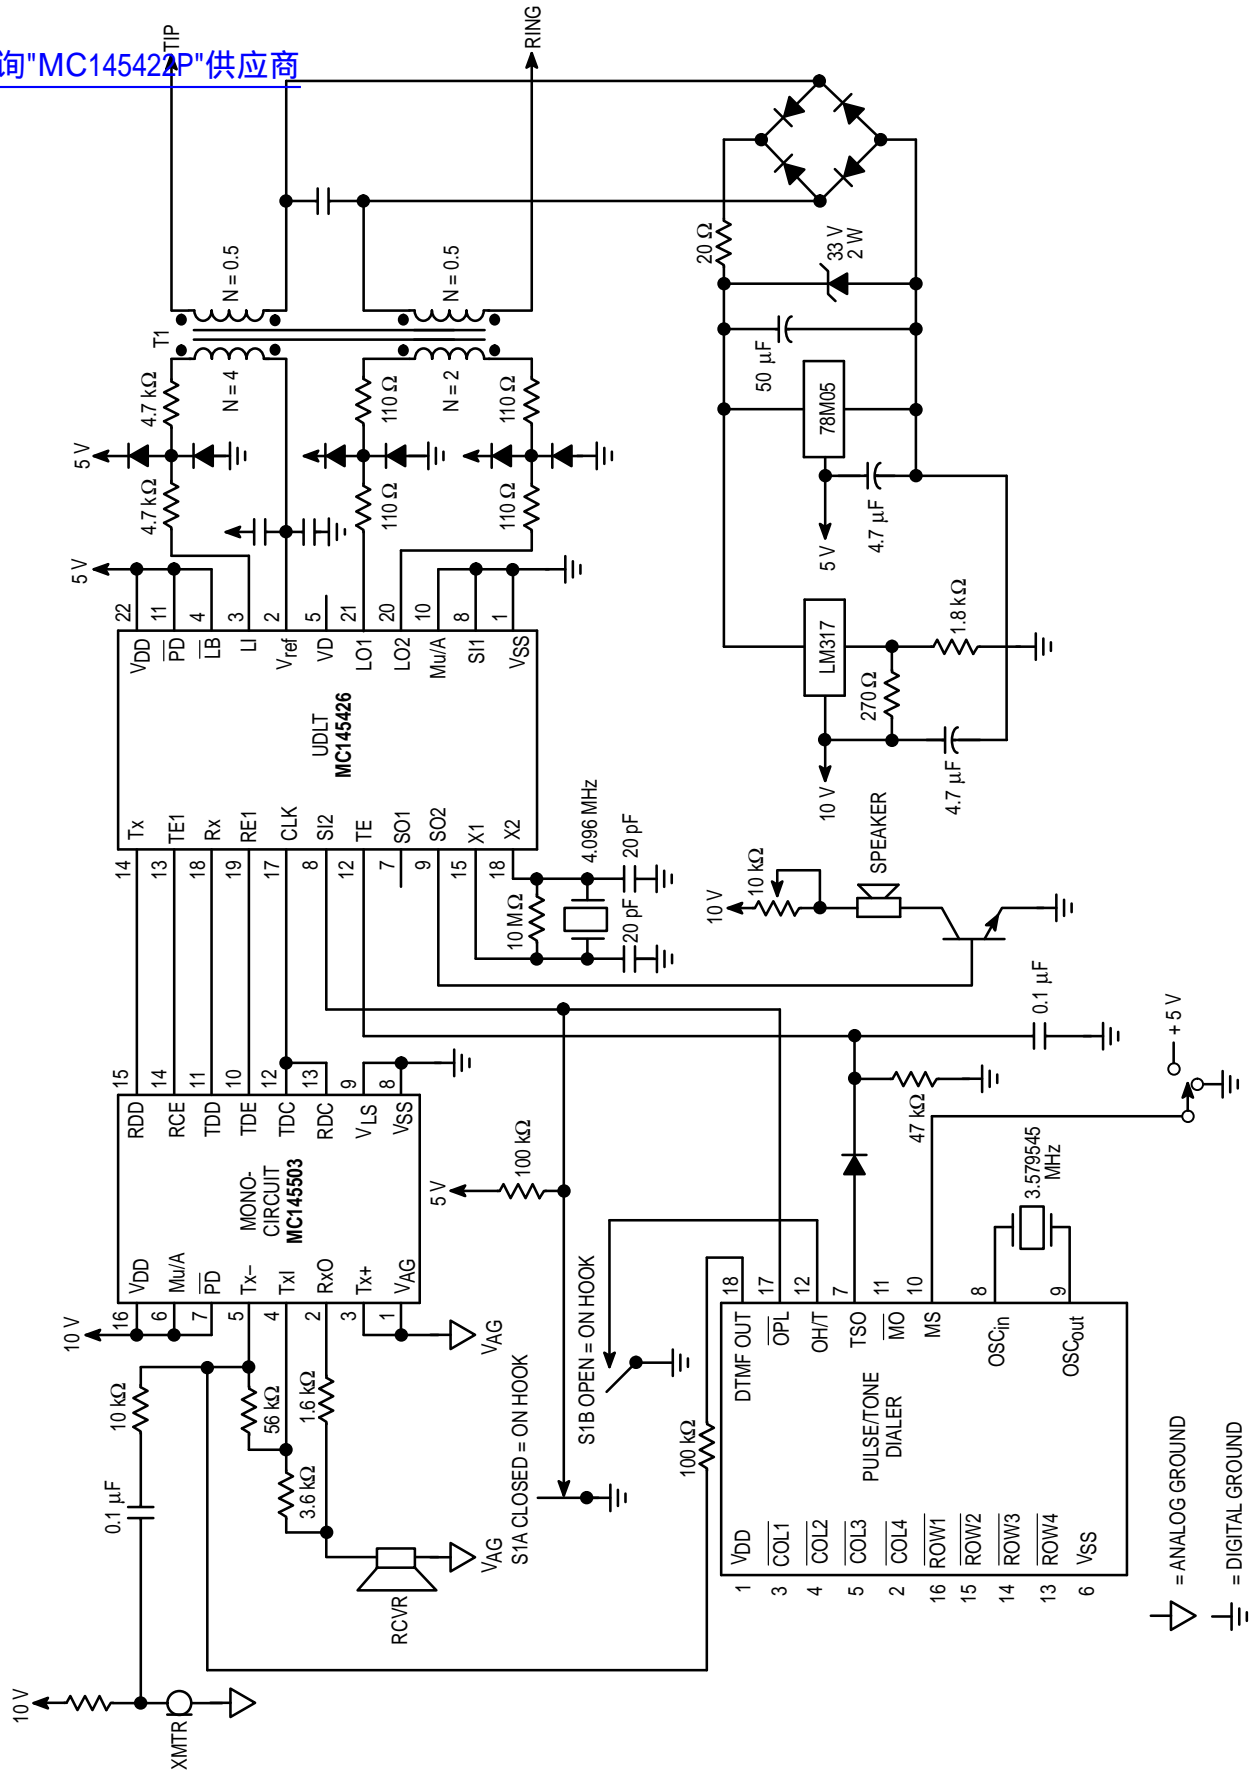 询"MC145422P"供应商
TIP
RING
T1
N = 0.5
N = 0.5
N = 4
N = 2
5 V
4.7 kΩ
4.7 kΩ
110 Ω
110 Ω
110 Ω
110 Ω
5 V
22
11
4
3
2
5
21
20
10
8
1
VDD
PD
LB
LI
Vref
VD
LO1
LO2
Mu/A
SI1
VSS
UDLT
MC145426
Tx
TE1
Rx
RE1
CLK
SI2
TE
SO1
SO2
X1
X2
14
13
18
19
17
8
12
7
9
15
18
10 MΩ
4.096 MHz
20 pF
20 pF
20 Ω
33 V
2 W
50 µF
78M05
5 V
4.7 µF
LM317
270 Ω
1.8 kΩ
10 V
4.7 µF
10 V
10 kΩ
SPEAKER
15
14
11
10
12
13
9
8
RDD
RCE
TDD
TDE
TDC
RDC
VLS
VSS
MONO-
CIRCUIT
MC145503
VDD
Mu/A
PD
Tx–
TxI
RxO
Tx+
VAG
16
6
7
5
4
2
3
1
10 V
VAG
5 V
100 kΩ
0.1 µF
47 kΩ
+ 5 V
10 kΩ
0.1 µF
56 kΩ
3.6 kΩ
1.6 kΩ
RCVR
VAG
S1A CLOSED = ON HOOK
S1B OPEN = ON HOOK
100 kΩ
10 V
XMTR
18
17
12
7
11
10
8
9
DTMF OUT
OPL
OH/T
TSO
MO
MS
OSCin
OSCout
3.579545
MHz
PULSE/TONE
DIALER
VDD
COL1
COL2
COL3
COL4
ROW1
ROW2
ROW3
ROW4
VSS
1
3
4
5
2
16
15
14
13
6
= ANALOG GROUND
= DIGITAL GROUND